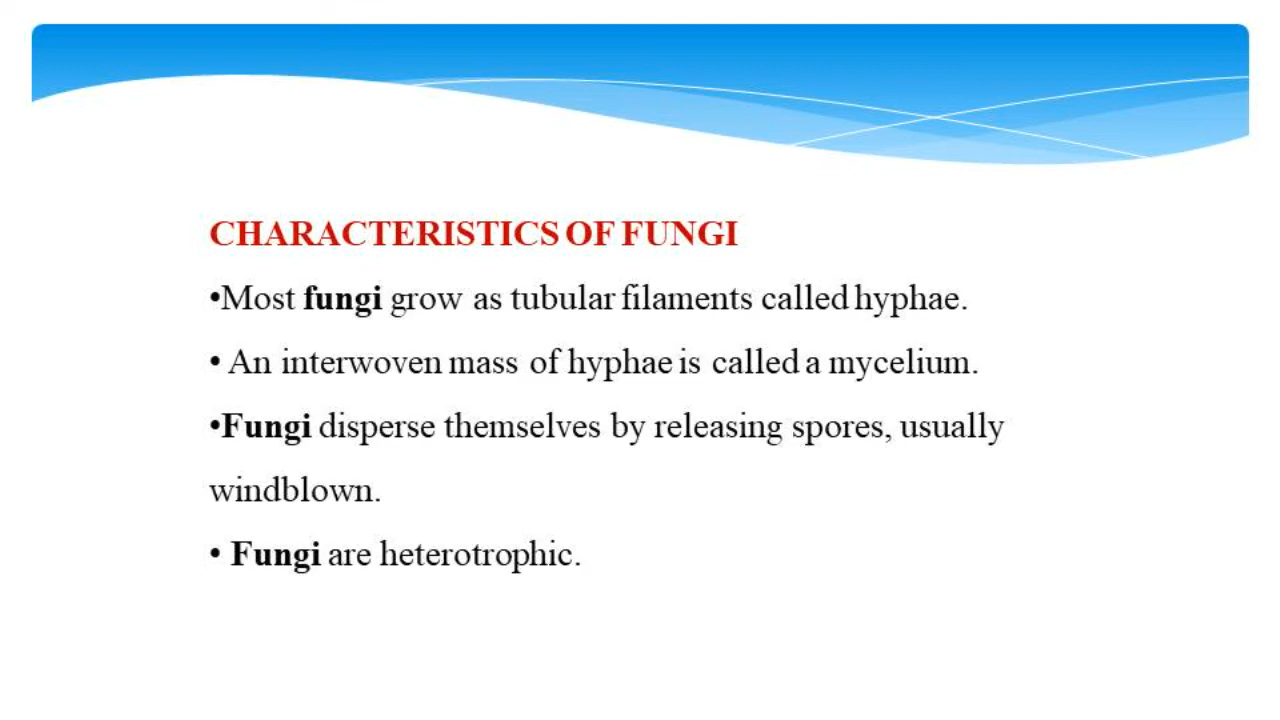 CHARACTERISTICS OF FUNGI
•Most fungi grow as tubular filaments called hyphae.
• An interwoven mass of hyphae is called a mycelium.
•Fungi disperse themselves by releasing spores, usually
windblown.
• Fungi are heterotrophic.